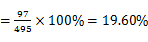 = 97/495 × 100% = 19.60%